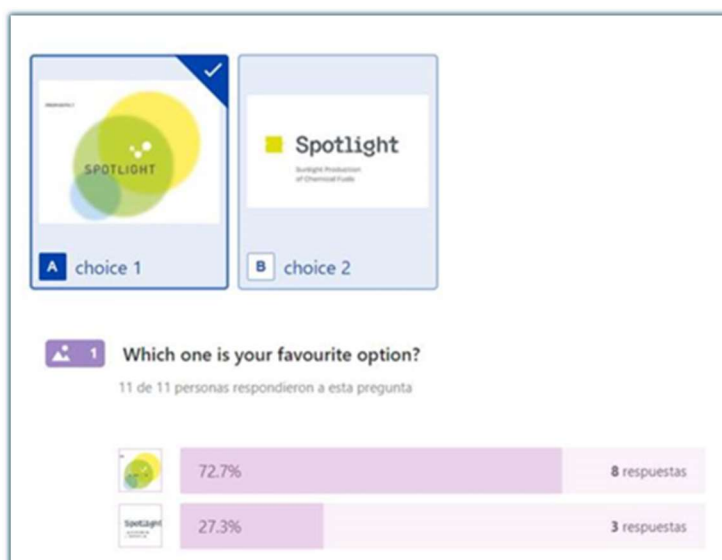 SPOTLIGHT
Spotlight
Sunlight Production
of Chemical Fuels
A choice 1
B choice 2
1 Which one is your favourite option?
11 de 11 personas respondieron a esta pregunta
72.7% 8 respuestas
Spotlight
27.3% 3 respuestas